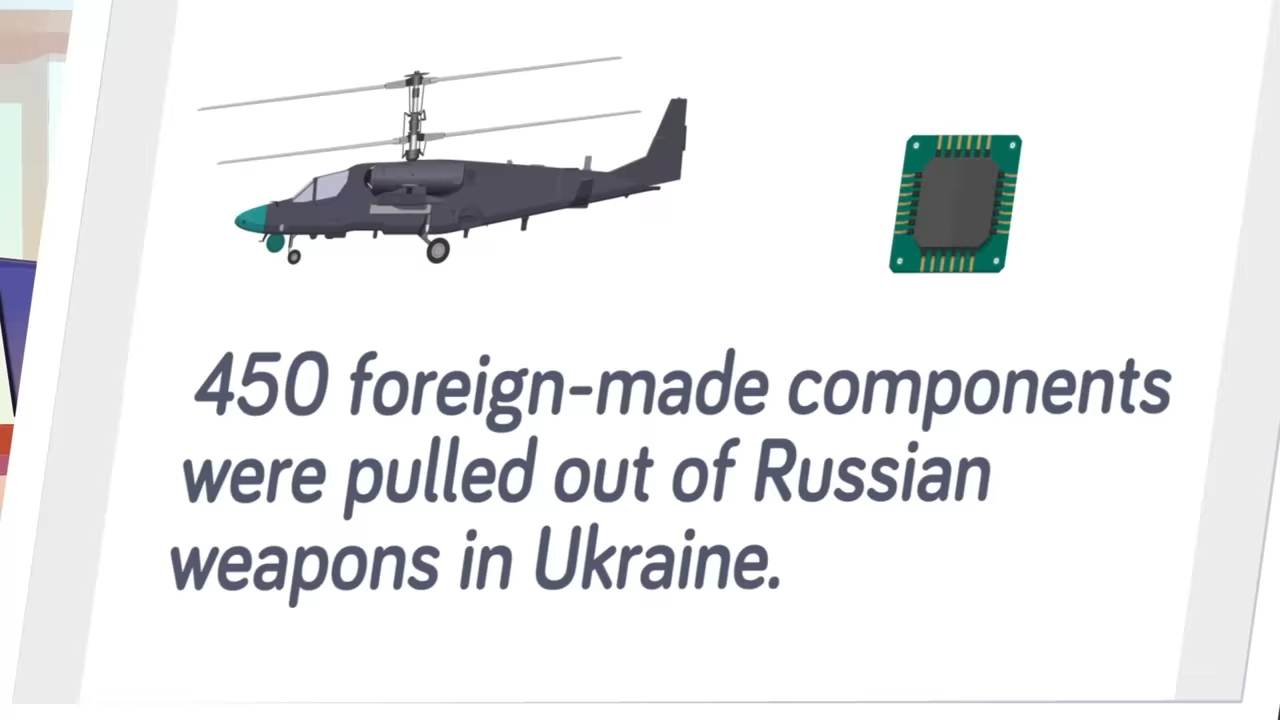 450 foreign-made components
were pulled out of Russian
weapons in Ukraine.